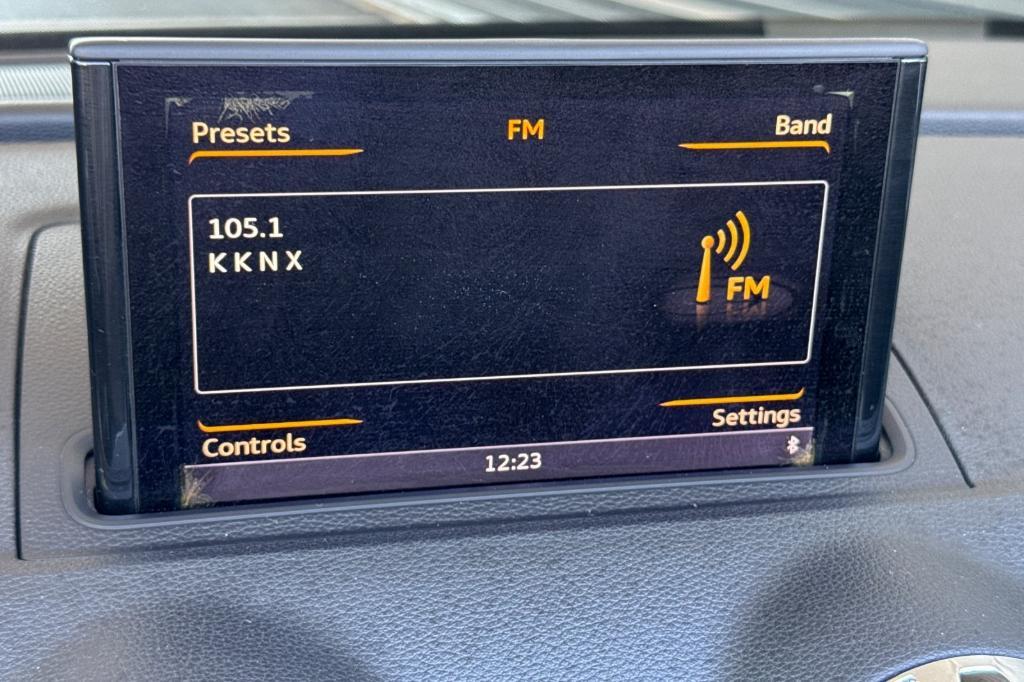 Presets FM Band
105.1
KKNX
FM
Settings
Controls
12:23